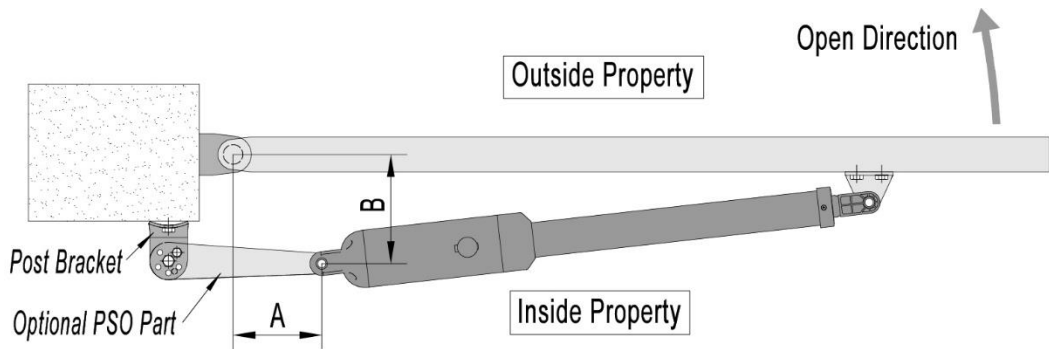 Open Direction
Outside Property
B
Post Bracket
Optional PSO Part
A
Inside Property